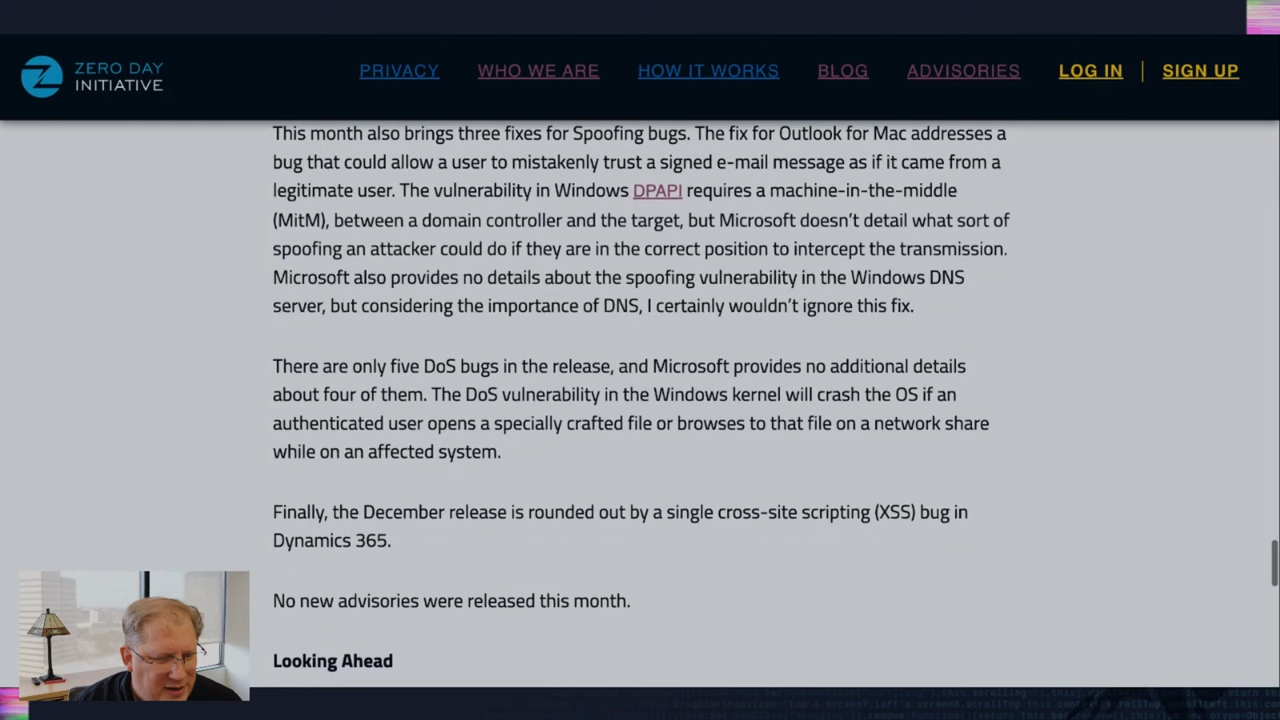 ZERO DAY
INITIATIVE
PRIVACY WHO WE ARE HOW IT WORKS BLOG ADVISORIES LOG IN | SIGN UP
This month also brings three fixes for Spoofing bugs. The fix for Outlook for Mac addresses a
bug that could allow a user to mistakenly trust a signed e-mail message as if it came from a
legitimate user. The vulnerability in Windows DPAPI requires a machine-in-the-middle
(MitM), between a domain controller and the target, but Microsoft doesn't detail what sort of
spoofing an attacker could do if they are in the correct position to intercept the transmission.
Microsoft also provides no details about the spoofing vulnerability in the Windows DNS
server, but considering the importance of DNS, I certainly wouldn't ignore this fix.
There are only five DoS bugs in the release, and Microsoft provides no additional details
about four of them. The DoS vulnerability in the Windows kernel will crash the OS if an
authenticated user opens a specially crafted file or browses to that file on a network share
while on an affected system.
Finally, the December release is rounded out by a single cross-site scripting (XSS) bug in
Dynamics 365.
No new advisories were released this month.
Looking Ahead